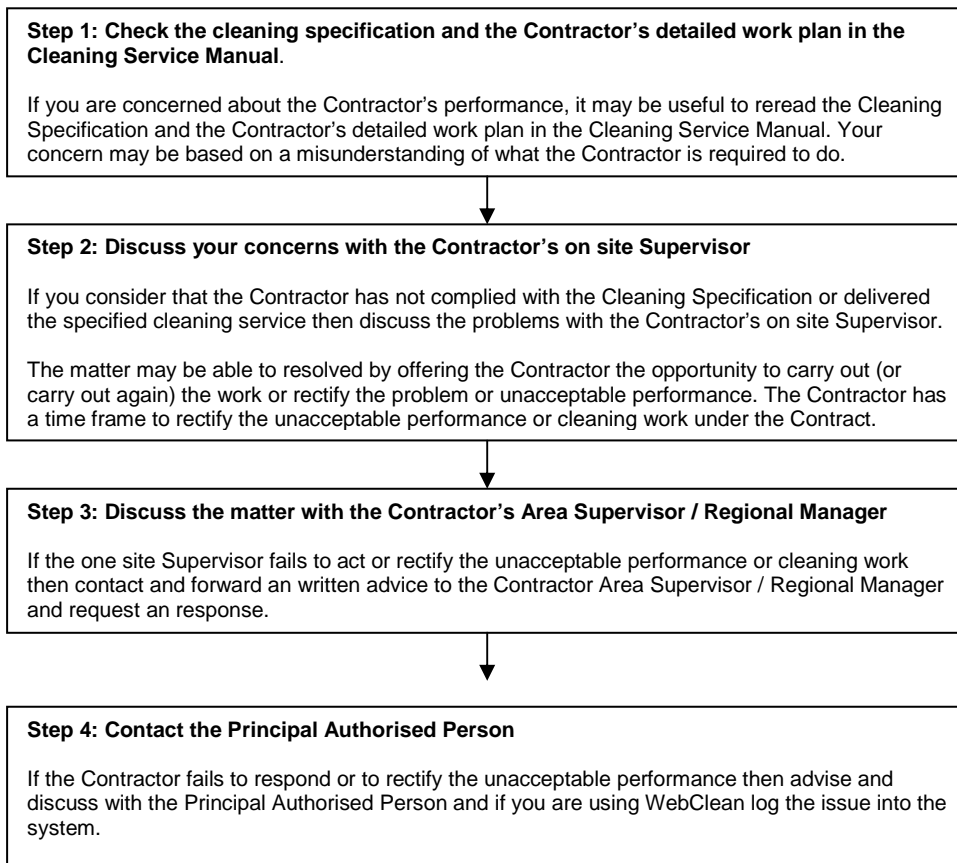 Step 1: Check the cleaning specification and the Contractor’s detailed work plan in the
Cleaning Service Manual.
If you are concerned about the Contractor’s performance, it may be useful to reread the Cleaning
Specification and the Contractor’s detailed work plan in the Cleaning Service Manual. Your
concern may be based on a misunderstanding of what the Contractor is required to do.
Step 2: Discuss your concerns with the Contractor’s on site Supervisor
If you consider that the Contractor has not complied with the Cleaning Specification or delivered
the specified cleaning service then discuss the problems with the Contractor’s on site Supervisor.
The matter may be able to resolved by offering the Contractor the opportunity to carry out (or
carry out again) the work or rectify the problem or unacceptable performance. The Contractor has
a time frame to rectify the unacceptable performance or cleaning work under the Contract.
Step 3: Discuss the matter with the Contractor’s Area Supervisor / Regional Manager
If the one site Supervisor fails to act or rectify the unacceptable performance or cleaning work
then contact and forward an written advice to the Contractor Area Supervisor / Regional Manager
and request an response.
Step 4: Contact the Principal Authorised Person
If the Contractor fails to respond or to rectify the unacceptable performance then advise and
discuss with the Principal Authorised Person and if you are using WebClean log the issue into the
system.